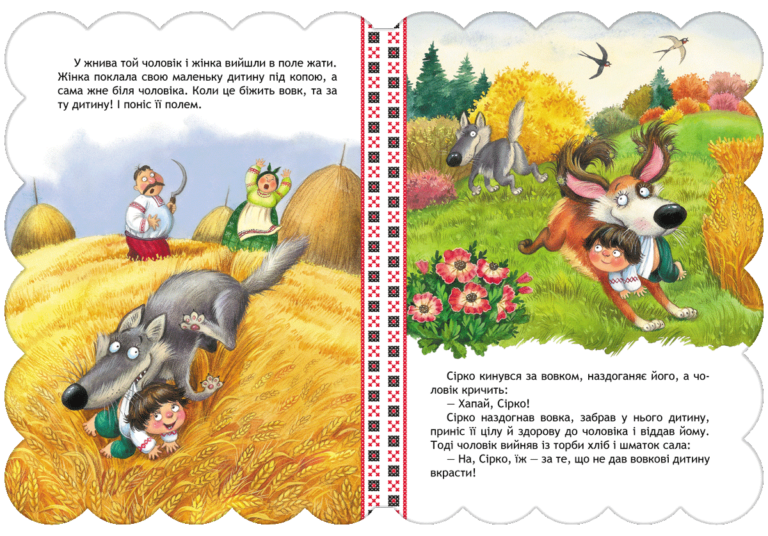 У жнива той чоловік і жінка вийшли в поле жати.
Жінка поклала свою маленьку дитину під копою, а
сама жне біля чоловіка. Коли це біжить вовк, та за
ту дитину! І поніс її полем.
Сірко кинувся за вовком, наздоганяє його, а чо-
ловік кричить:
— Хапай, Сірко!
Сірко наздогнав вовка, забрав у нього дитину,
приніс її цілу й здорову до чоловіка і віддав йому.
Тоді чоловік вийняв із торби хліб і шматок сала:
— На, Сірко, їж — за те, що не дав вовкові дитину
вкрасти!